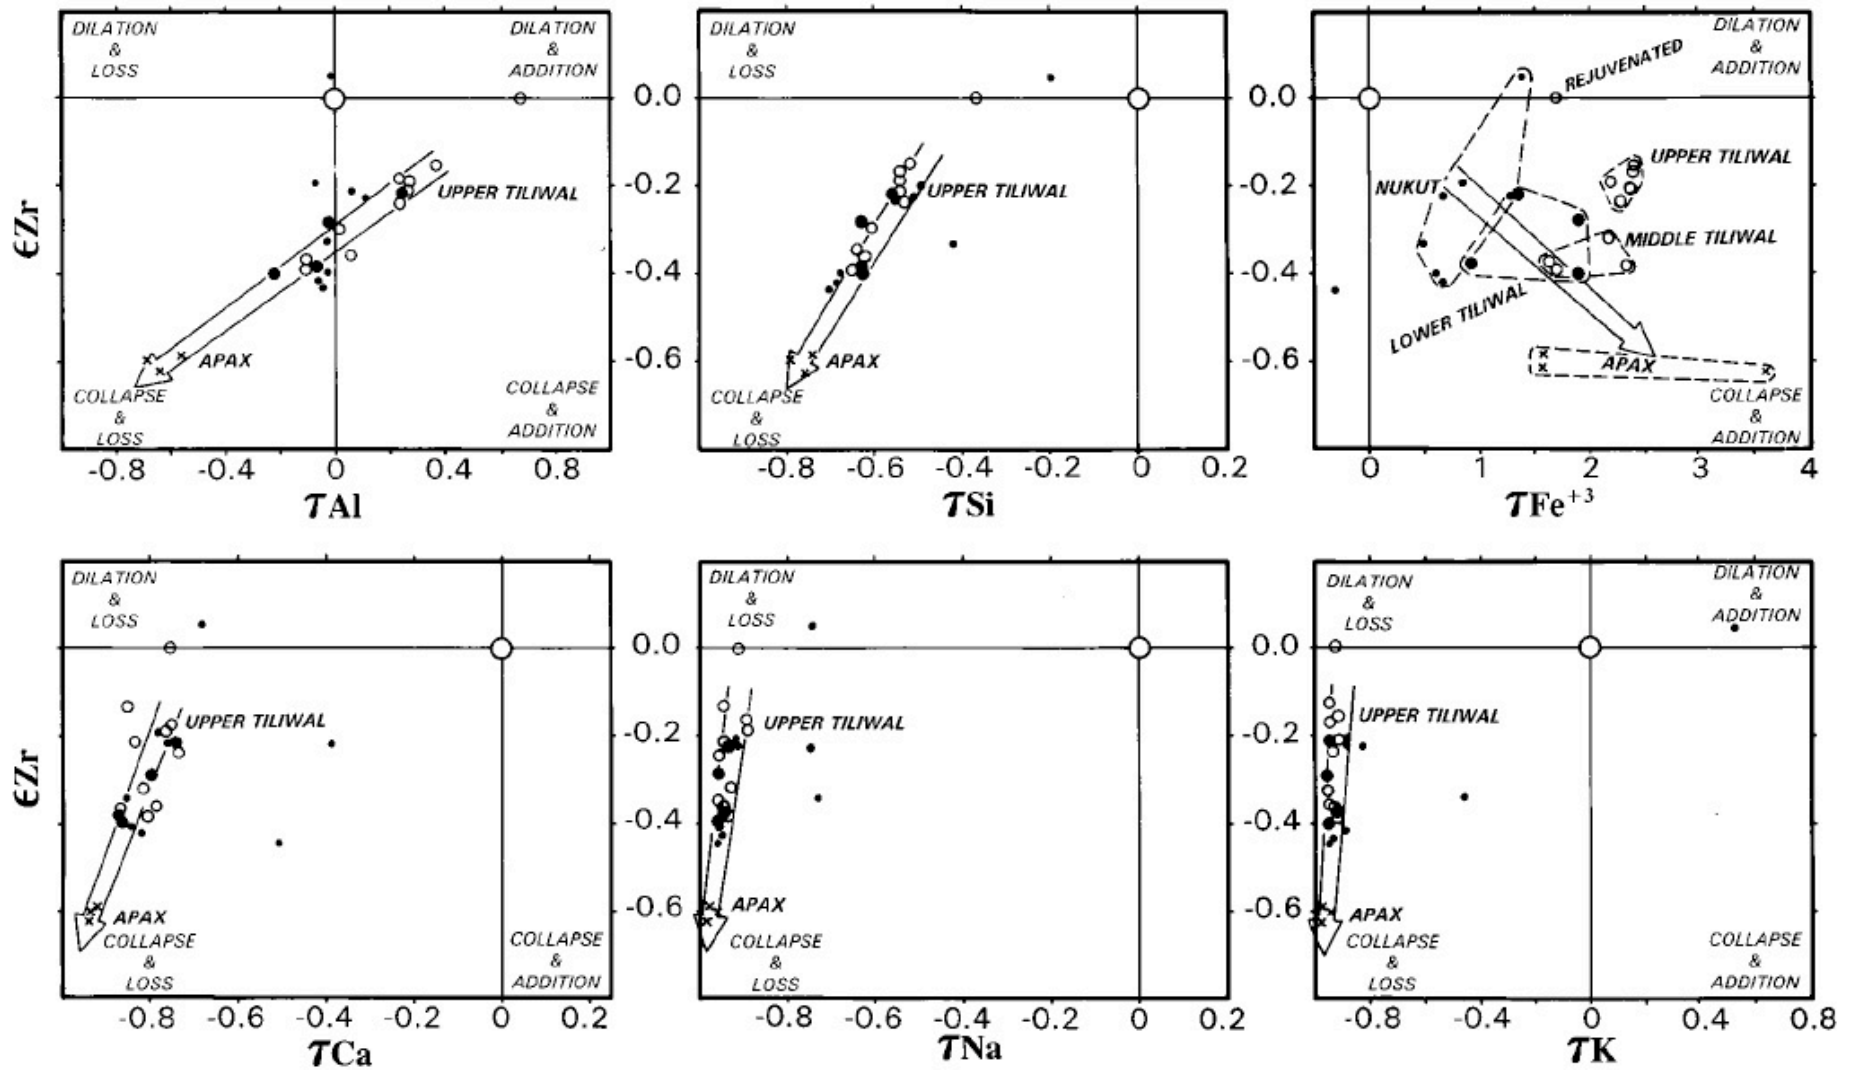 DILATION
&
LOSS
DILATION
&
ADDITION
UPPER TILIWAL
APAX
COLLAPSE
&
LOSS
COLLAPSE
&
ADDITION
ϵZr
-0.8
-0.4
0
0.4
0.8
τAl
0.0
-0.2
-0.4
-0.6
DILATION
&
LOSS
UPPER TILIWAL
APAX
COLLAPSE
&
LOSS
-0.8
-0.6
-0.4
-0.2
0
0.2
τSi
0.0
-0.2
-0.4
-0.6
DILATION
&
ADDITION
REJUVENATED
UPPER TILIWAL
NUKUT
MIDDLE TILIWAL
LOWER TILIWAL
APAX
COLLAPSE
&
ADDITION
0
1
2
3
4
τFe+3
DILATION
&
LOSS
UPPER TILIWAL
APAX
COLLAPSE
&
LOSS
COLLAPSE
&
ADDITION
ϵZr
-0.8
-0.6
-0.4
-0.2
0
0.2
τCa
0.0
-0.2
-0.4
-0.6
DILATION
&
LOSS
UPPER TILIWAL
APAX
COLLAPSE
&
LOSS
-0.8
-0.6
-0.4
-0.2
0
0.2
τNa
0.0
-0.2
-0.4
-0.6
DILATION
&
LOSS
DILATION
&
ADDITION
UPPER TILIWAL
APAX
COLLAPSE
&
LOSS
COLLAPSE
&
ADDITION
-0.8
-0.4
0
0.4
0.8
τK